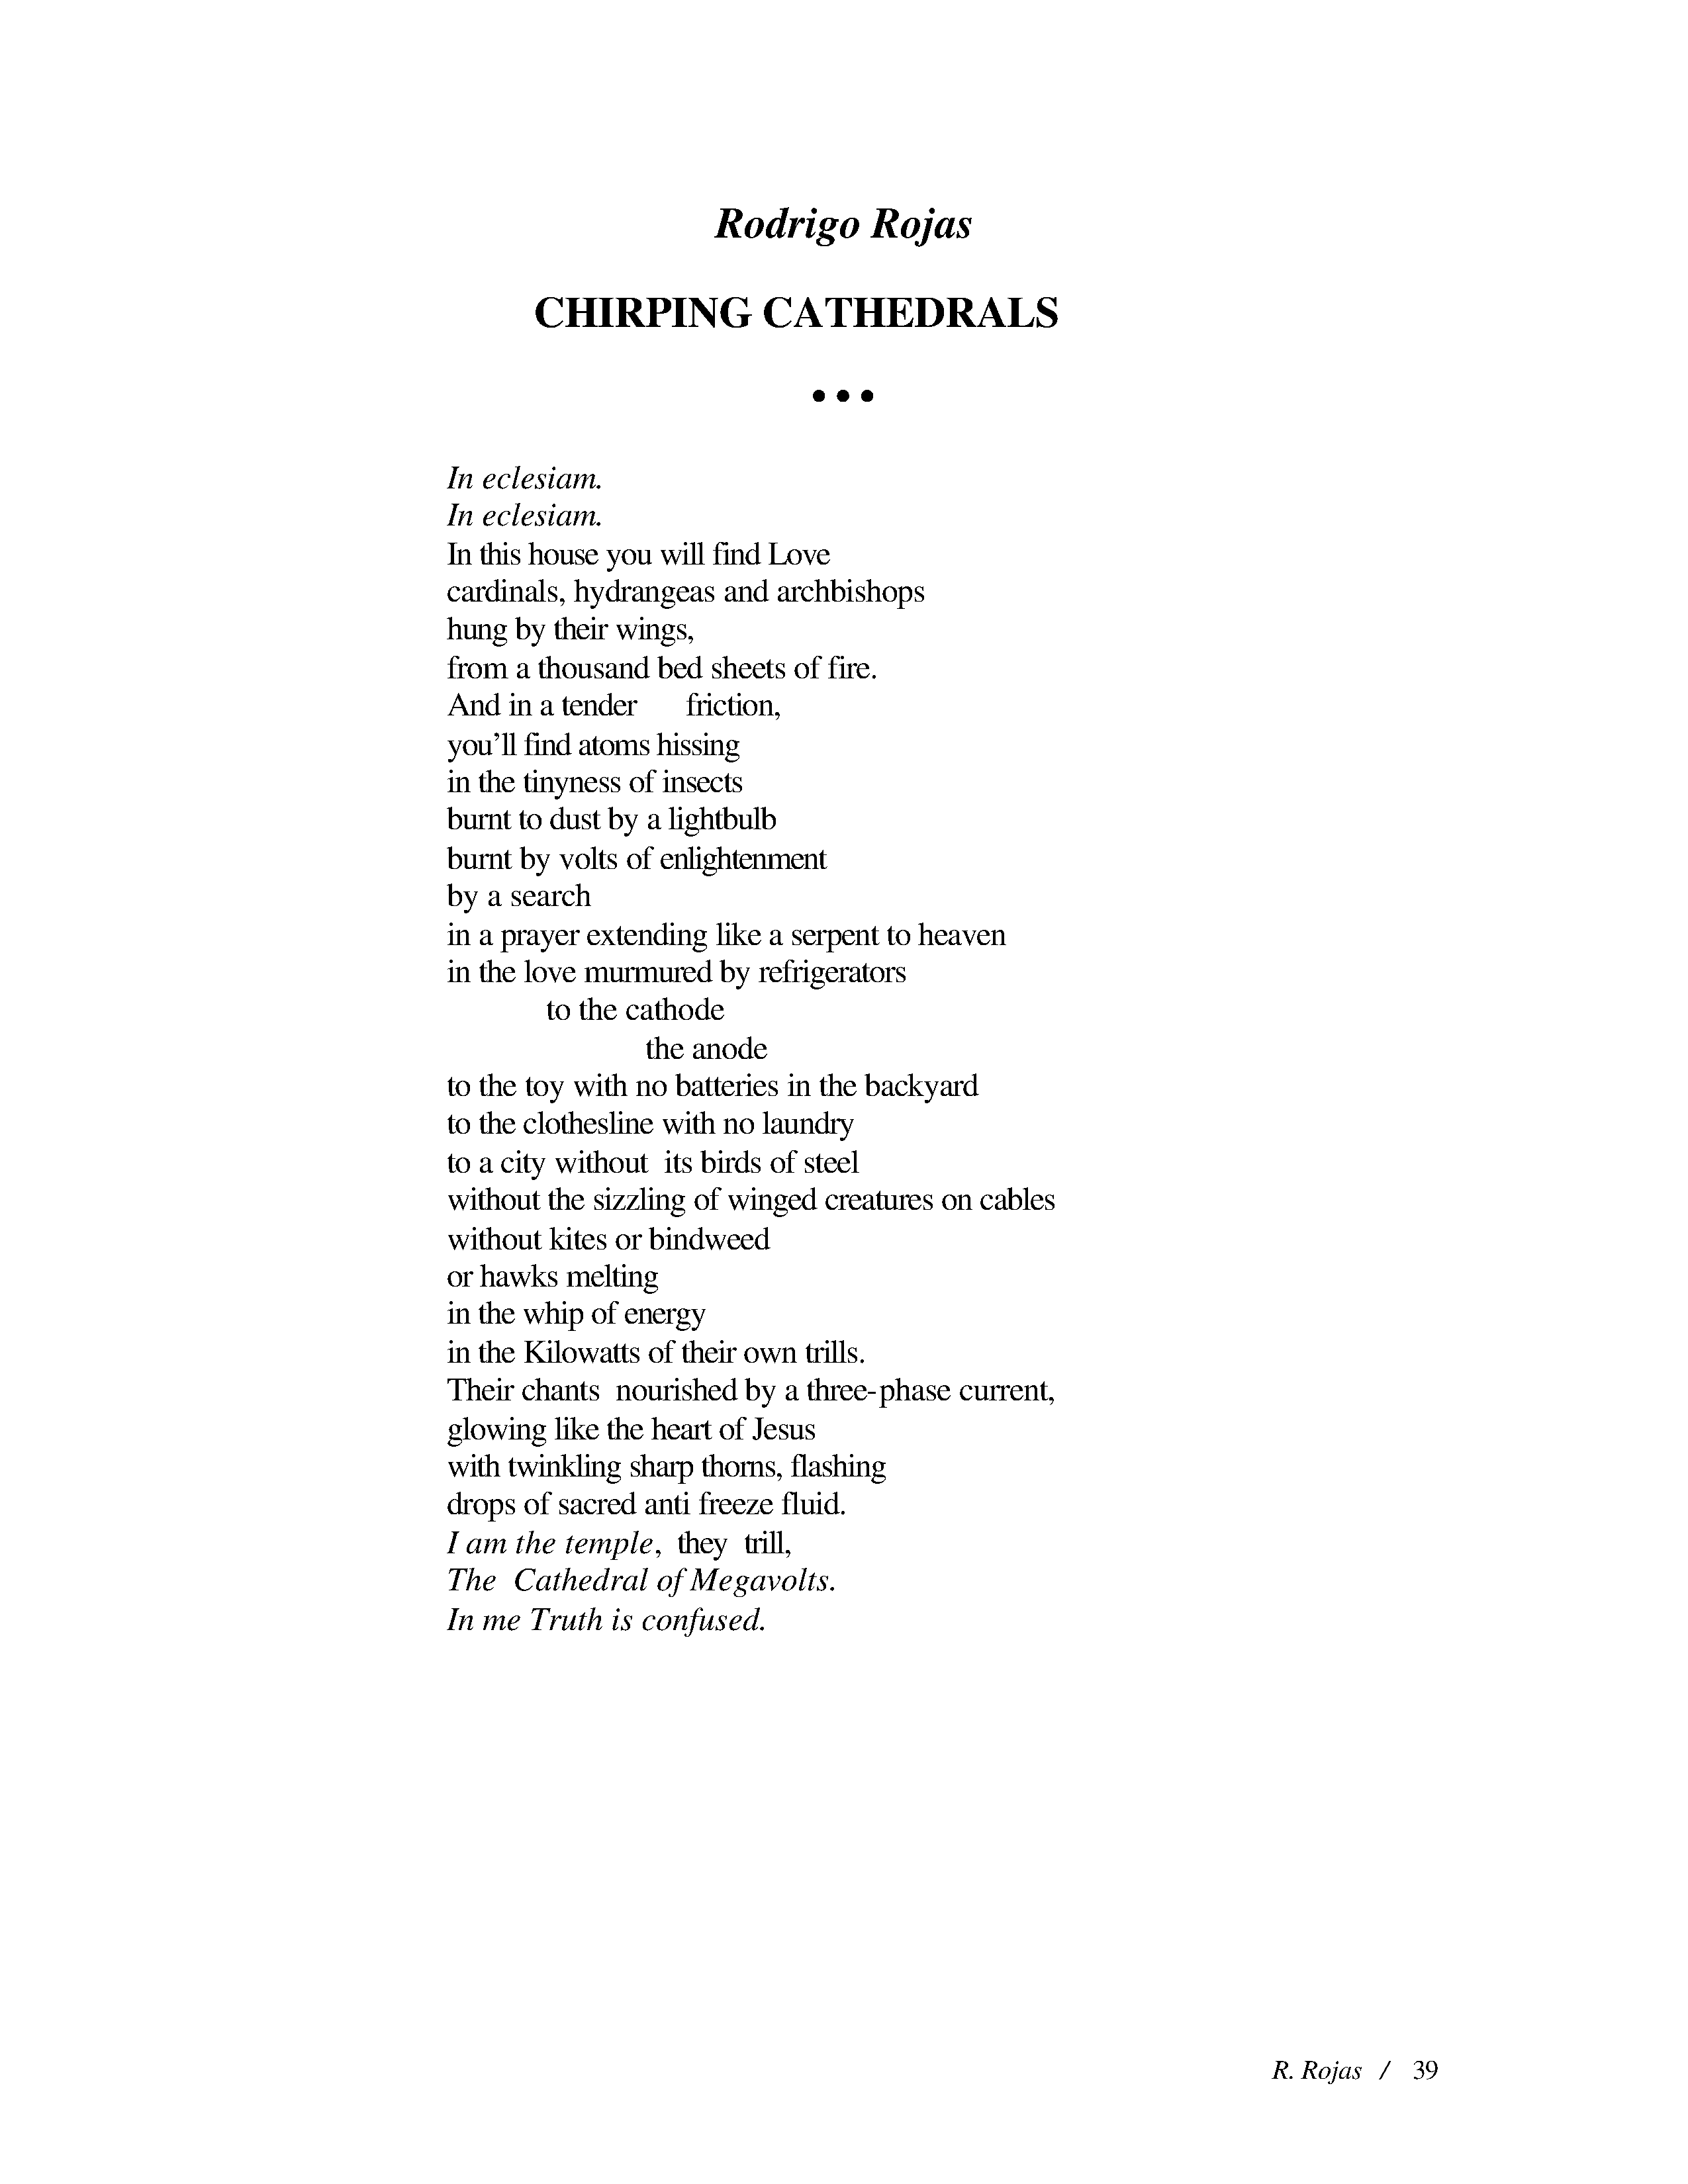 Rodrigo Rojas
CHIRPING CATHEDRALS
• • •
In eclesiam.
In eclesiam.
In this house you will find Love
cardinals, hydrangeas and archbishops
hung by their wings,
from a thousand bed sheets of fire.
And in a tender      friction,
you’ll find atoms hissing
in the tinyness of insects
burnt to dust by a lightbulb
burnt by volts of enlightenment
by a search
in a prayer extending like a serpent to heaven
in the love murmured by refrigerators
to the cathode
the anode
to the toy with no batteries in the backyard
to the clothesline with no laundry
to a city without  its birds of steel
without the sizzling of winged creatures on cables
without kites or bindweed
or hawks melting
in the whip of energy
in the Kilowatts of their own trills.
Their chants  nourished by a three-phase current,
glowing like the heart of Jesus
with twinkling sharp thorns, flashing
drops of sacred anti freeze fluid.
I am the temple,  they  trill,
The  Cathedral of Megavolts.
In me Truth is confused.
R. Rojas  /   39